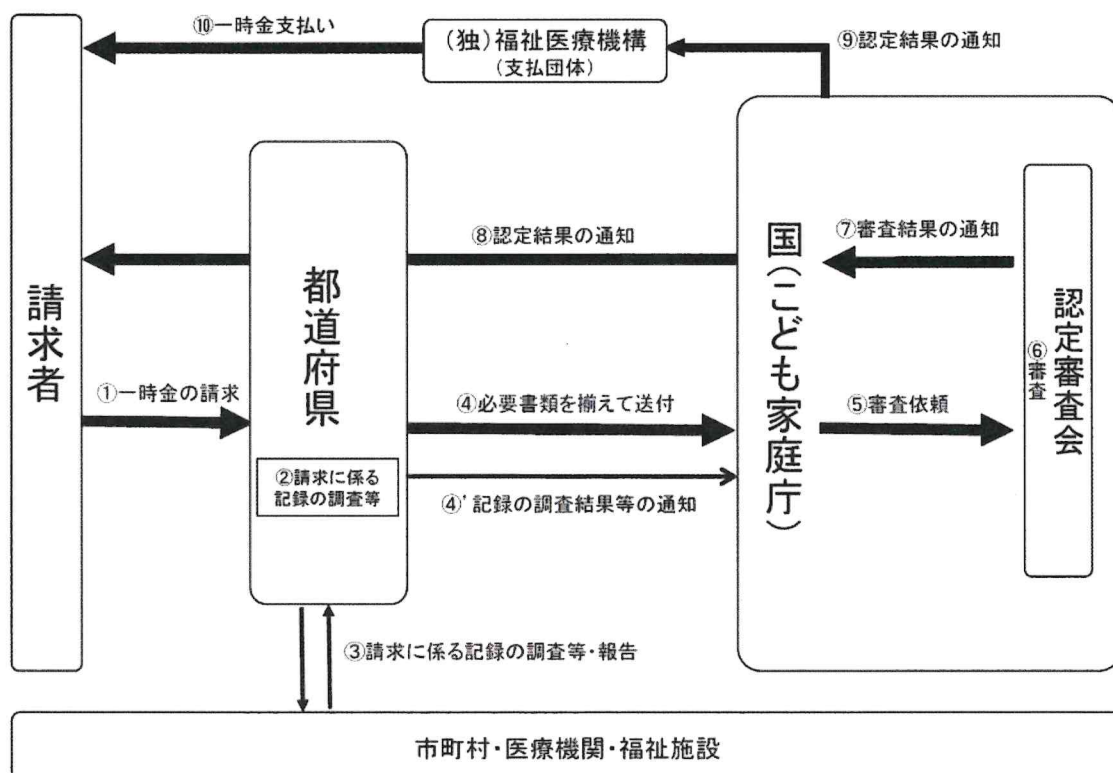 ⑩一時金支払い
(独)福祉医療機構
(支払団体)
⑨認定結果の通知
請求者
⑧認定結果の通知
都道府県
①一時金の請求
②請求に係る
記録の調査等
④必要書類を揃えて送付
④'記録の調査結果等の通知
国(こども家庭庁)
⑦審査結果の通知
⑤審査依頼
認定審査会
⑥審査
③請求に係る記録の調査等・報告
市町村・医療機関・福祉施設